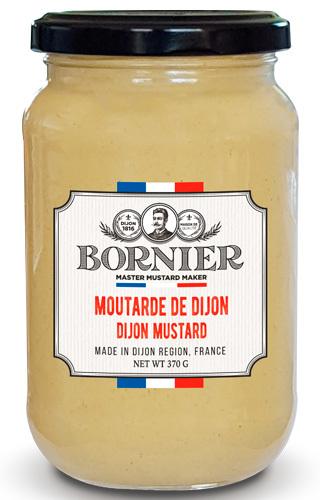 DIJON
1816
MAISON DE
QUALITÉ
BORNIER
MASTER MUSTARD MAKER
MOUTARDE DE DIJON
DIJON MUSTARD
MADE IN DIJON REGION, FRANCE
NET WT 370 G